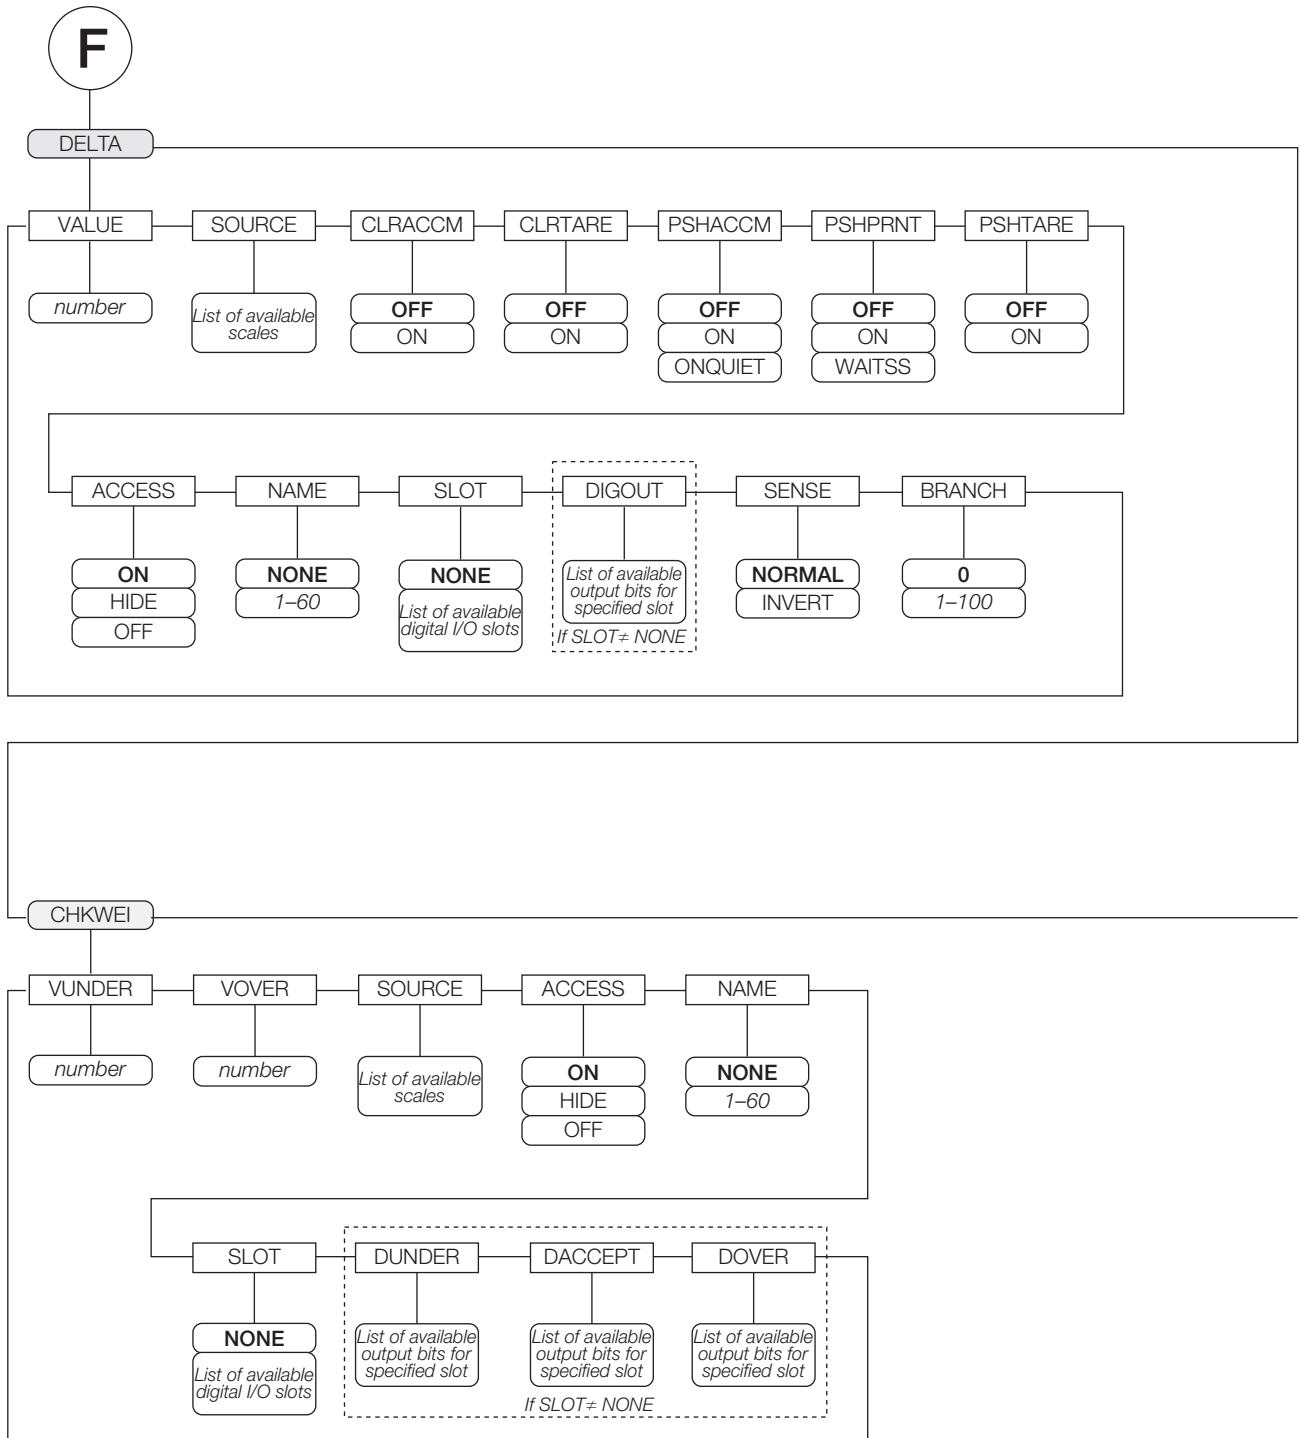 F
DELTA
VALUE SOURCE CLRACCM CLRTARE PSHACCM PSHPRNT PSHTARE
number
List of available
scales
OFF
ON
OFF
ON
OFF
ON
ONQUIET
OFF
ON
WAITSS
OFF
ON
ACCESS NAME SLOT DIGOUT SENSE BRANCH
ON
HIDE
OFF
NONE
1–60
NONE
List of available
digital I/O slots
List of available
output bits for
specified slot
If SLOT≠ NONE
NORMAL
INVERT
0
1–100
CHKWEI
VUNDER VOVER SOURCE ACCESS NAME
number
number
List of available
scales
ON
HIDE
OFF
NONE
1–60
SLOT DUNDER DACCEPT DOVER
NONE
List of available
digital I/O slots
List of available
output bits for
specified slot
List of available
output bits for
specified slot
List of available
output bits for
specified slot
If SLOT≠ NONE